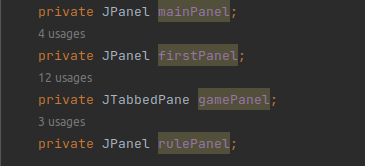 private JPanel mainPanel;
4 usages
private JPanel firstPanel;
12 usages
private JTabbedPane gamePanel;
3 usages
private JPanel rulePanel;